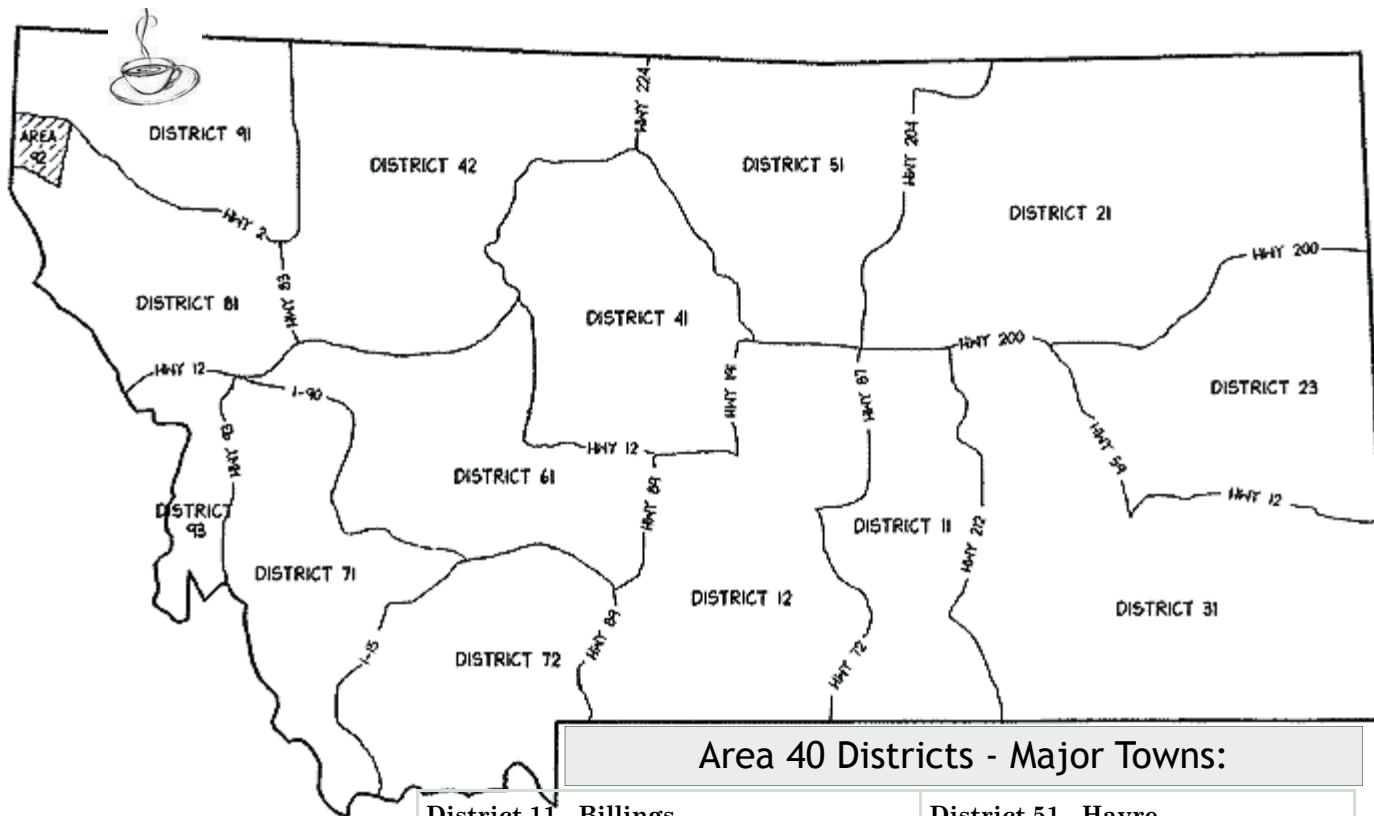 HWY 224
HWY 204
AREA
92
DISTRICT 91
DISTRICT 42
DISTRICT 51
DISTRICT 21
HWY 2
HWY 200
HWY 83
DISTRICT 81
DISTRICT 41
HWY 200
HWY 12
I-90
HWY 191
HWY 87
DISTRICT 23
HWY 93
HWY 12
HWY 59
DISTRICT 61
HWY 89
HWY 12
DISTRICT
93
DISTRICT 11
HWY 212
DISTRICT 71
DISTRICT 12
DISTRICT 31
HWY 89
I-15
DISTRICT 72
HWY 72
Area 40 Districts - Major Towns:
District 11 - Billings
District 51 - Havre